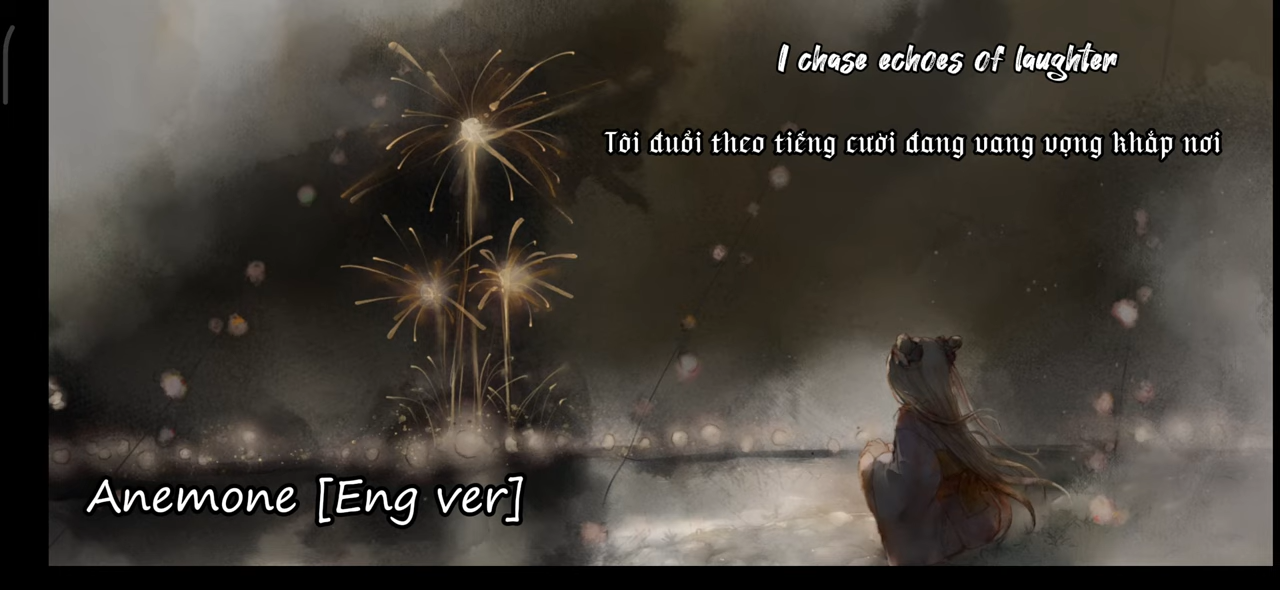 I chase echoes of laughter
Tôi đuổi theo tiếng cười đang vang vọng khắp nơi
Anemone [Eng ver]